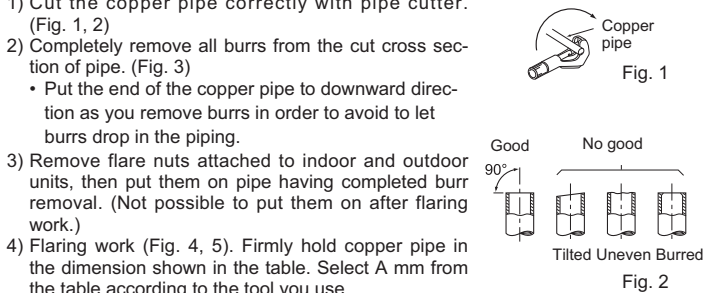 1) Cut the copper pipe correctly with pipe cutter.
(Fig. 1, 2)
2) Completely remove all burrs from the cut cross sec-
tion of pipe. (Fig. 3)
• Put the end of the copper pipe to downward direc-
tion as you remove burrs in order to avoid to let
burrs drop in the piping.
3) Remove flare nuts attached to indoor and outdoor
units, then put them on pipe having completed burr
removal. (Not possible to put them on after flaring
work.)
4) Flaring work (Fig. 4, 5). Firmly hold copper pipe in
the dimension shown in the table. Select A mm from
the table according to the tool you use.
Copper
pipe
Fig. 1
Good
No good
90°
Tilted Uneven Burred
Fig. 2